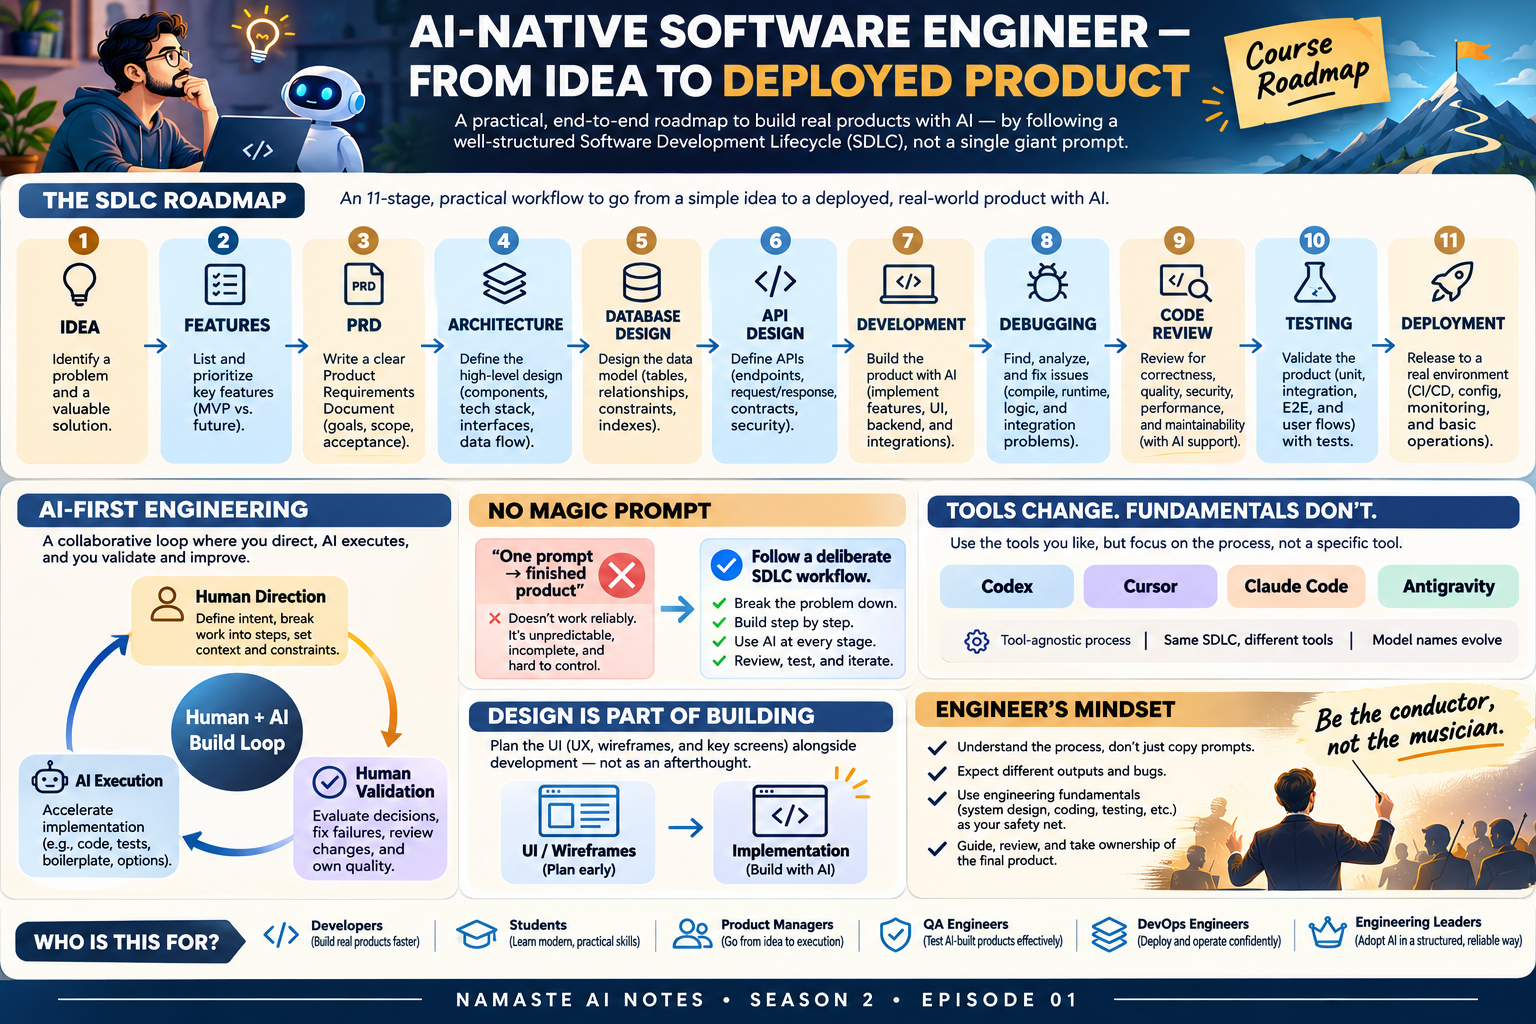 AI-NATIVE SOFTWARE ENGINEER —
FROM IDEA TO DEPLOYED PRODUCT
A practical, end-to-end roadmap to build real products with AI — by following a
well-structured Software Development Lifecycle (SDLC), not a single giant prompt.
Course
Roadmap
</>
THE SDLC ROADMAP
An 11-stage, practical workflow to go from a simple idea to a deployed, real-world product with AI.
1
IDEA
Identify a
problem
and a
valuable
solution.
2
FEATURES
List and
prioritize
key features
(MVP vs.
future).
3
PRD
PRD
Write a clear
Product
Requirements
Document
(goals, scope,
acceptance).
4
ARCHITECTURE
Define the
high-level design
(components,
tech stack,
interfaces,
data flow).
5
DATABASE
DESIGN
Design the data
model (tables,
relationships,
constraints,
indexes).
6
</>
API
DESIGN
Define APIs
(endpoints,
request/response,
contracts,
security).
7
</>
DEVELOPMENT
Build the
product with AI
(implement
features, UI,
backend, and
integrations).
8
DEBUGGING
Find, analyze,
and fix issues
(compile, runtime,
logic, and
integration
problems).
9
</>
CODE
REVIEW
Review for
correctness,
quality, security,
performance,
and maintainability
(with AI support).
10
TESTING
Validate the
product (unit,
integration,
E2E, and
user flows)
with tests.
11
DEPLOYMENT
Release to a
real environment
(CI/CD, config,
monitoring,
and basic
operations).
AI-FIRST ENGINEERING
A collaborative loop where you direct, AI executes,
and you validate and improve.
Human Direction
Define intent, break
work into steps, set
context and constraints.
Human + AI
Build Loop
AI Execution
Accelerate
implementation
(e.g., code, tests,
boilerplate, options).
Human
Validation
Evaluate decisions,
fix failures, review
changes, and
own quality.
NO MAGIC PROMPT
“One prompt
→ finished
product”
Doesn’t work reliably.
It’s unpredictable,
incomplete, and
hard to control.
Follow a deliberate
SDLC workflow.
Break the problem down.
Build step by step.
Use AI at every stage.
Review, test, and iterate.
DESIGN IS PART OF BUILDING
Plan the UI (UX, wireframes, and key screens) alongside
development — not as an afterthought.
UI / Wireframes
(Plan early)
</>
Implementation
(Build with AI)
TOOLS CHANGE. FUNDAMENTALS DON’T.
Use the tools you like, but focus on the process, not a specific tool.
Codex
Cursor
Claude Code
Antigravity
Tool-agnostic process | Same SDLC, different tools | Model names evolve
ENGINEER’S MINDSET
Understand the process, don’t just copy prompts.
Expect different outputs and bugs.
Use engineering fundamentals
(system design, coding, testing, etc.)
as your safety net.
Guide, review, and take ownership of
the final product.
Be the conductor,
not the musician.
WHO IS THIS FOR?
</>
Developers
(Build real products faster)
Students
(Learn modern, practical skills)
Product Managers
(Go from idea to execution)
QA Engineers
(Test AI-built products effectively)
DevOps Engineers
(Deploy and operate confidently)
Engineering Leaders
(Adopt AI in a structured, reliable way)
NAMASTE AI NOTES • SEASON 2 • EPISODE 01